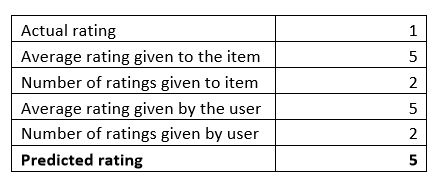 Actual rating 1
Average rating given to the item 5
Number of ratings given to item 2
Average rating given by the user 5
Number of ratings given by user 2
Predicted rating 5